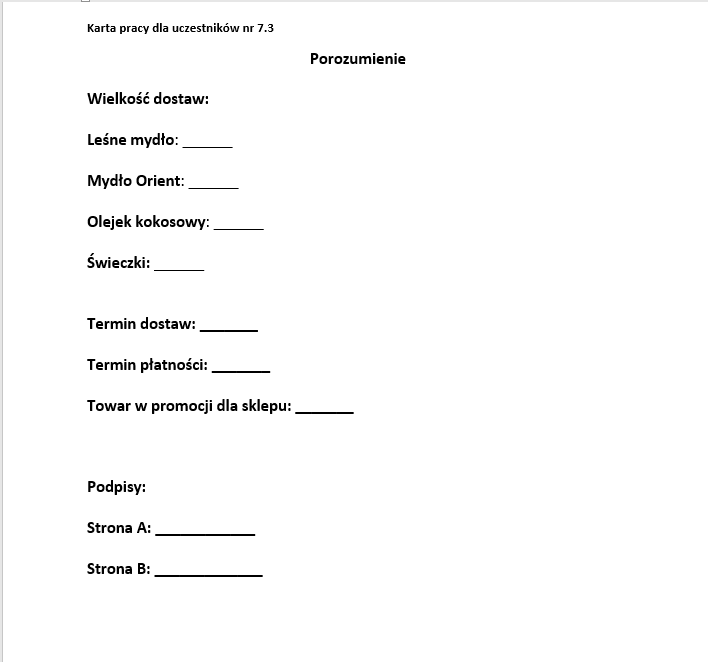 Karta pracy dla uczestników nr 7.3
Porozumienie
Wielkość dostaw:
Leśne mydło: ______
Mydło Orient: ______
Olejek kokosowy: ______
Świeczki: ______
Termin dostaw: _______
Termin płatności: _______
Towar w promocji dla sklepu: _______
Podpisy:
Strona A: ____________
Strona B: _____________